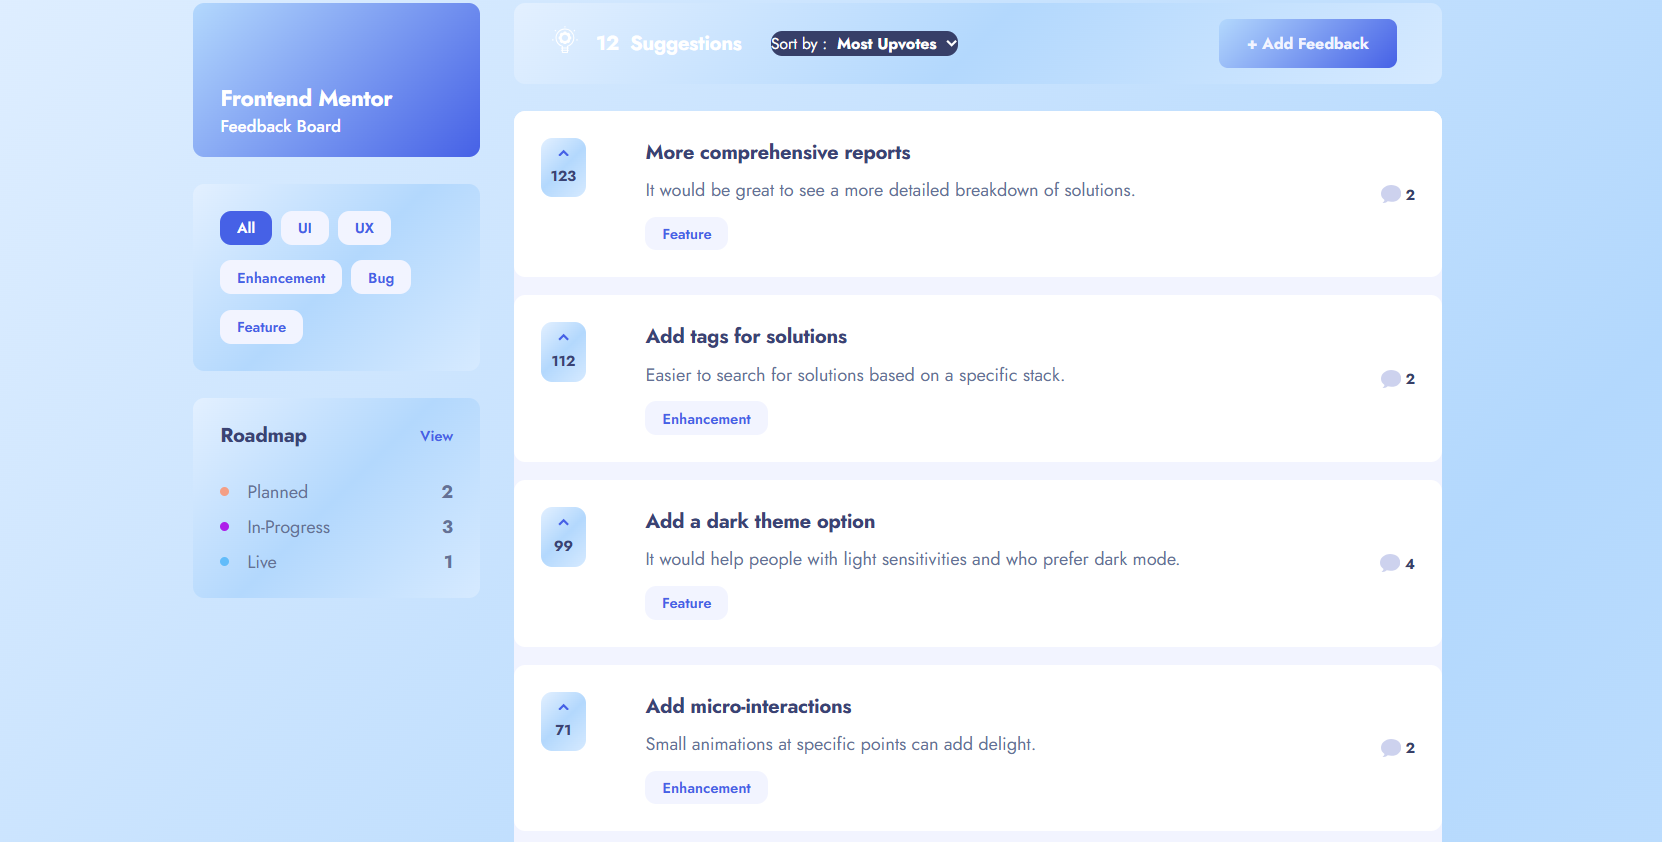 Frontend Mentor
Feedback Board
All UI UX
Enhancement Bug
Feature
Roadmap View
Planned 2
In-Progress 3
Live 1
12 Suggestions Sort by : Most Upvotes + Add Feedback
123
More comprehensive reports
It would be great to see a more detailed breakdown of solutions.
Feature
2
112
Add tags for solutions
Easier to search for solutions based on a specific stack.
Enhancement
2
99
Add a dark theme option
It would help people with light sensitivities and who prefer dark mode.
Feature
4
71
Add micro-interactions
Small animations at specific points can add delight.
Enhancement
2